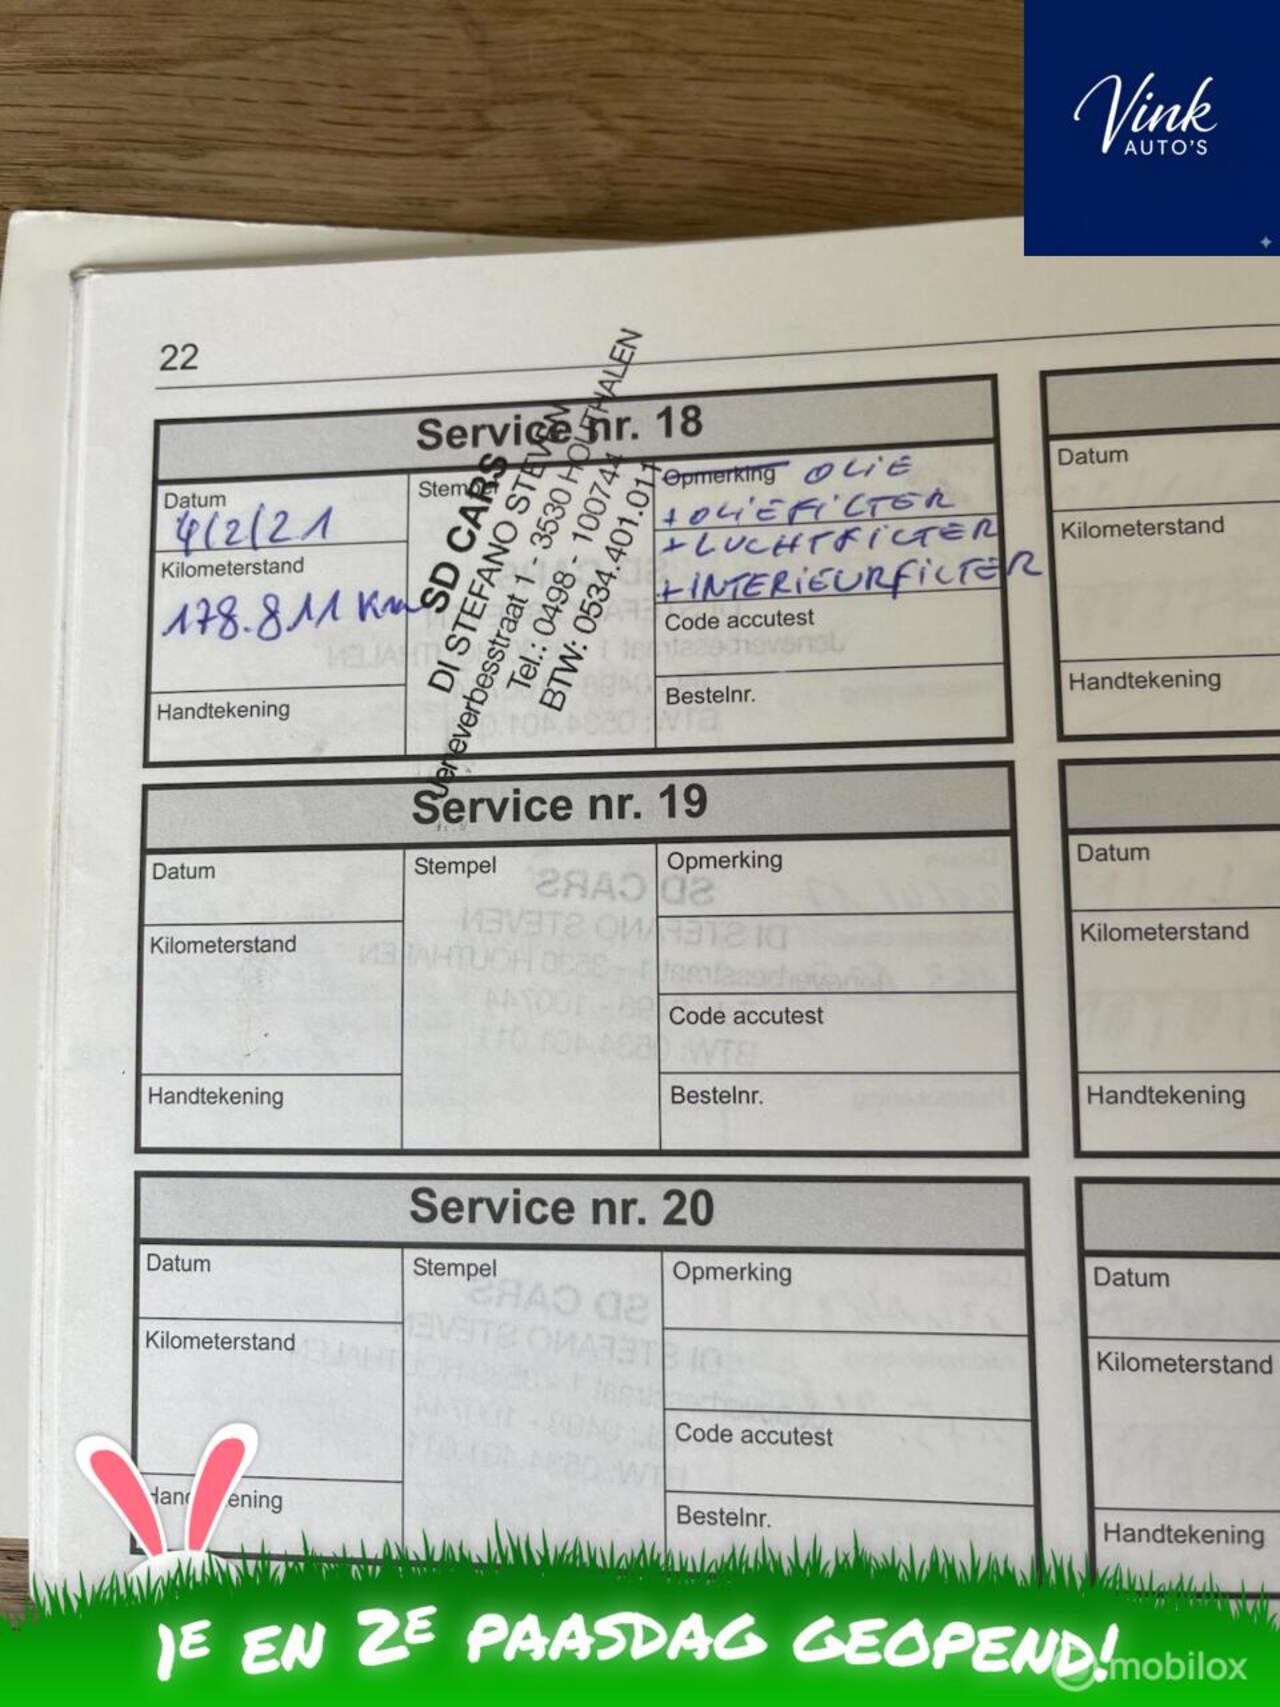 Vink
AUTO'S
22
Service nr. 18
Datum
4/2/21
Kilometerstand
178.811 Km
Handtekening
Stempel
SD CARS
DI STEFANO STEVEN
Jeneverbesstraat 1 - 3530 HOUTHALEN
Tel.: 0498 - 100744
BTW: 0534.401.011
Opmerking OLIE
+ OLIEFILTER
+ LUCHTFILTER
+ INTERIEURFILTER
Code accutest
Bestelnr.
Datum
Kilometerstand
Handtekening
Service nr. 19
Datum
Kilometerstand
Handtekening
Stempel
Opmerking
Code accutest
Bestelnr.
Datum
Kilometerstand
Handtekening
Service nr. 20
Datum
Kilometerstand
Handtekening
Stempel
Opmerking
Code accutest
Bestelnr.
Datum
Kilometerstand
Handtekening
1E EN 2E PAASDAG GEOPEND!
mobilox